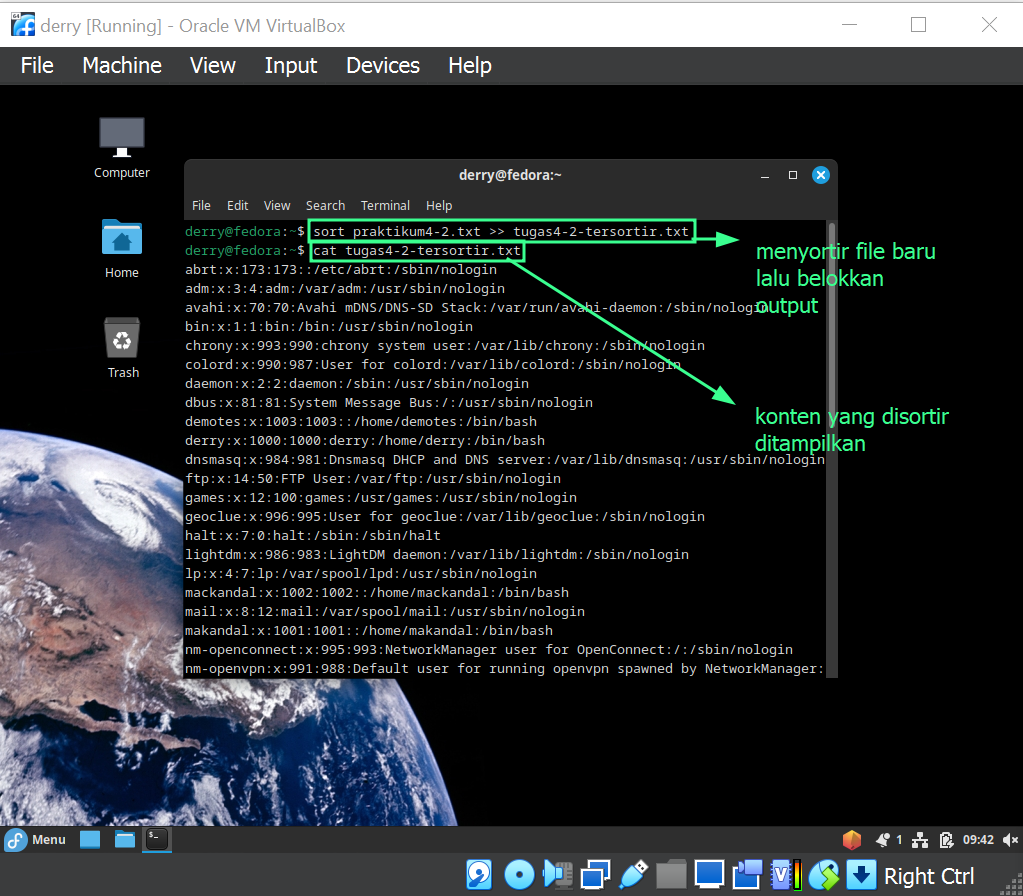 derry [Running] - Oracle VM VirtualBox
File Machine View Input Devices Help
Computer
Home
Trash
derry@fedora:~
File Edit View Search Terminal Help
derry@fedora:~$ sort praktikum4-2.txt >> tugas4-2-tersortir.txt
derry@fedora:~$ cat tugas4-2-tersortir.txt
abrt:x:173:173::/etc/abrt:/sbin/nologin
adm:x:3:4:adm:/var/adm:/usr/sbin/nologin
avahi:x:70:70:Avahi mDNS/DNS-SD Stack:/var/run/avahi-daemon:/sbin/nologin
bin:x:1:1:bin:/bin:/usr/sbin/nologin
chrony:x:993:990:chrony system user:/var/lib/chrony:/sbin/nologin
colord:x:990:987:User for colord:/var/lib/colord:/sbin/nologin
daemon:x:2:2:daemon:/sbin:/usr/sbin/nologin
dbus:x:81:81:System Message Bus:/:/usr/sbin/nologin
demotes:x:1003:1003::/home/demotes:/bin/bash
derry:x:1000:1000:derry:/home/derry:/bin/bash
dnsmasq:x:984:981:Dnsmasq DHCP and DNS server:/var/lib/dnsmasq:/usr/sbin/nologin
ftp:x:14:50:FTP User:/var/ftp:/usr/sbin/nologin
games:x:12:100:games:/usr/games:/usr/sbin/nologin
geoclue:x:996:995:User for geoclue:/var/lib/geoclue:/sbin/nologin
halt:x:7:0:halt:/sbin:/sbin/halt
lightdm:x:986:983:LightDM daemon:/var/lib/lightdm:/sbin/nologin
lp:x:4:7:lp:/var/spool/lpd:/usr/sbin/nologin
mackandal:x:1002:1002::/home/mackandal:/bin/bash
mail:x:8:12:mail:/var/spool/mail:/usr/sbin/nologin
makandal:x:1001:1001::/home/makandal:/bin/bash
nm-openconnect:x:995:993:NetworkManager user for OpenConnect:/:/sbin/nologin
nm-openvpn:x:991:988:Default user for running openvpn spawned by NetworkManager:
menyortir file baru
lalu belokkan
output
konten yang disortir
ditampilkan
Menu
1
09:42
Right Ctrl